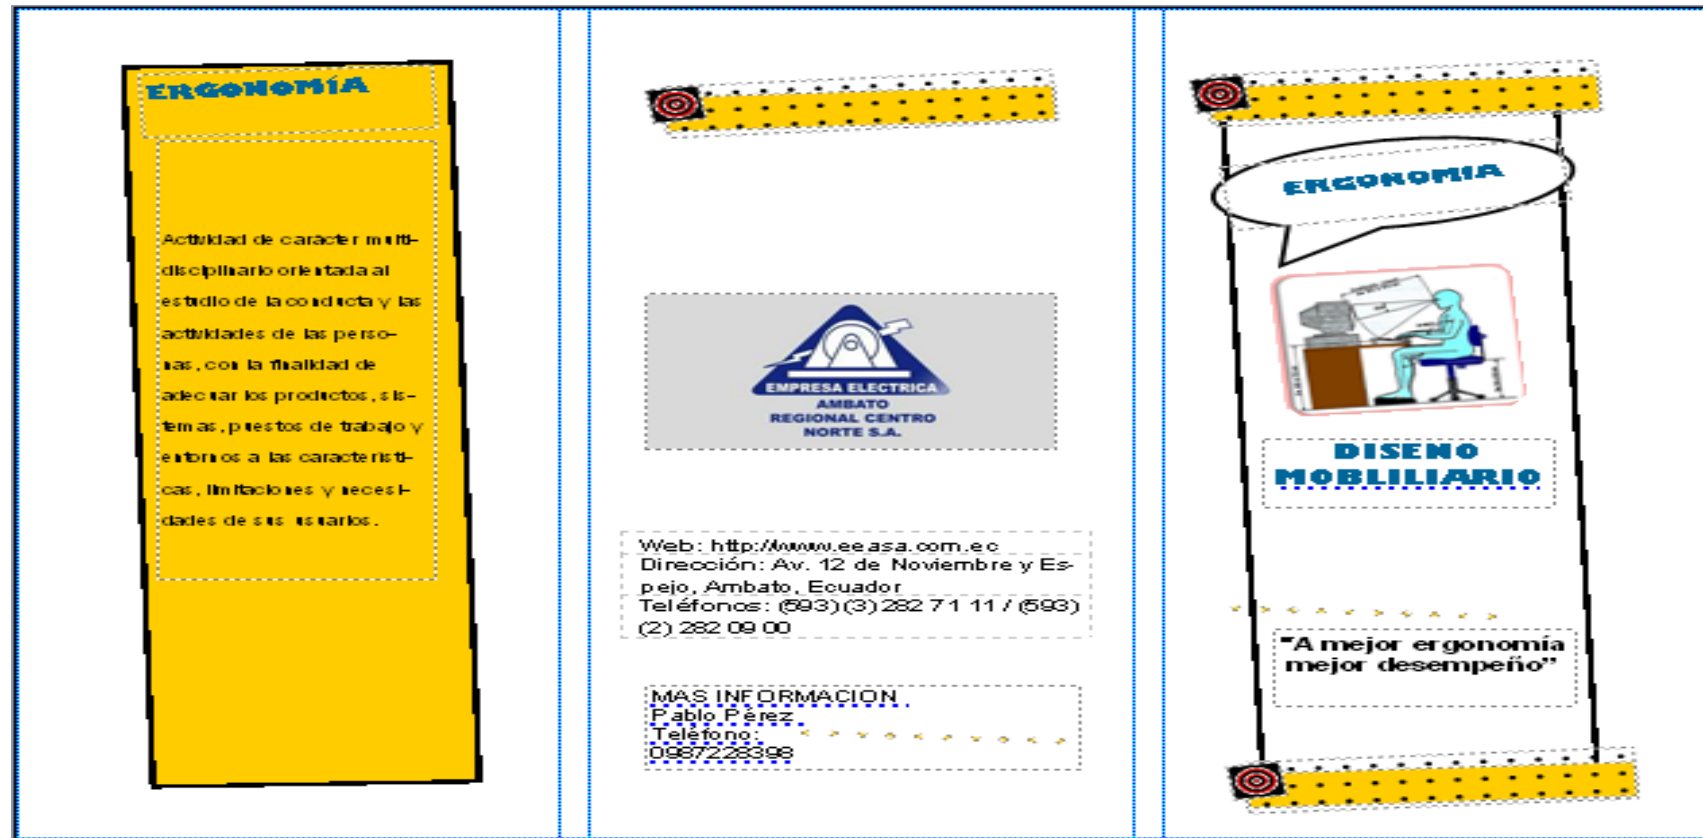 ERGONOMÍA
Actividad de carácter multi-
disciplinario orientada al
estudio de la conducta y las
actividades de las perso-
nas, con la finalidad de
adecuar los productos, sis-
temas, puestos de trabajo y
entornos a las característi-
cas, limitaciones y necesi-
dades de sus usuarios.
EMPRESA ELECTRICA
AMBATO
REGIONAL CENTRO
NORTE S.A.
Web: http://www.eeasa.com.ec
Dirección: Av. 12 de Noviembre y Es-
pejo, Ambato, Ecuador
Teléfonos: (593)(3) 282 71 11 / (593)
(2) 282 09 00
MAS INFORMACION
Pablo Pérez
Teléfono:
0987228398
ERGONOMIA
DISENO
MOBLILIARIO
"A mejor ergonomía
mejor desempeño"